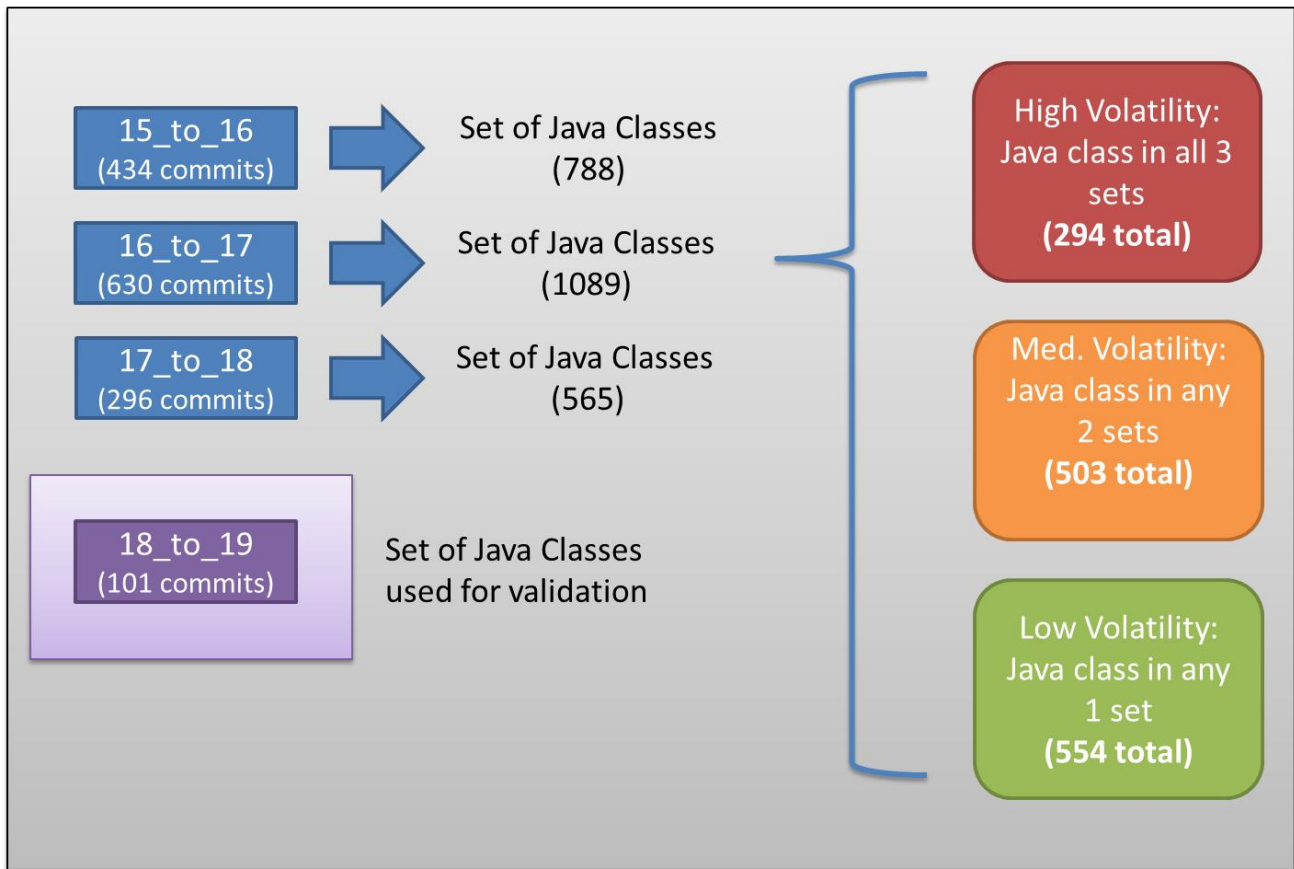 15_to_16
(434 commits)
Set of Java Classes
(788)
16_to_17
(630 commits)
Set of Java Classes
(1089)
17_to_18
(296 commits)
Set of Java Classes
(565)
18_to_19
(101 commits)
Set of Java Classes
used for validation
High Volatility:
Java class in all 3
sets
(294 total)
Med. Volatility:
Java class in any
2 sets
(503 total)
Low Volatility:
Java class in any
1 set
(554 total)